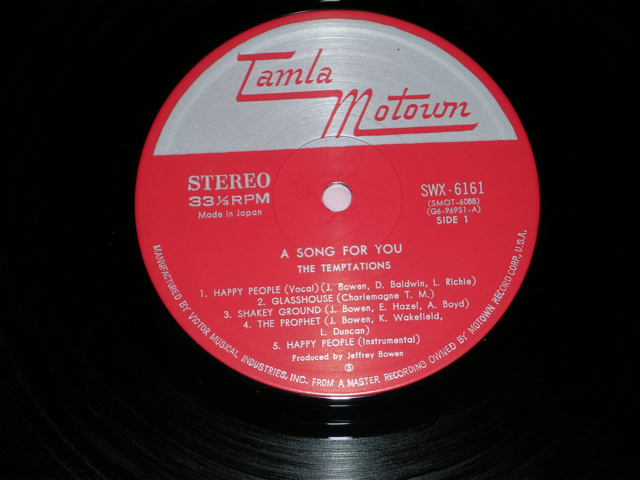 Tamla
Motown
STEREO
33⅓RPM
Made in Japan
SWX-6161
(SMOT-6088)
(G6-969S1-A)
SIDE 1
A SONG FOR YOU
THE TEMPTATIONS
1. HAPPY PEOPLE (Vocal) (J. Bowen, D. Baldwin, L. Richie)
2. GLASSHOUSE (Charlemagne T. M.)
3. SHAKEY GROUND (J. Bowen, E. Hazel, A. Boyd)
4. THE PROPHET (J. Bowen, K. Wakefield,
L. Duncan)
5. HAPPY PEOPLE (Instrumental)
Produced by Jeffrey Bowen
MANUFACTURED BY VICTOR MUSICAL INDUSTRIES, INC. FROM A MASTER RECORDING OWNED BY MOTOWN RECORD CORP., U.S.A.